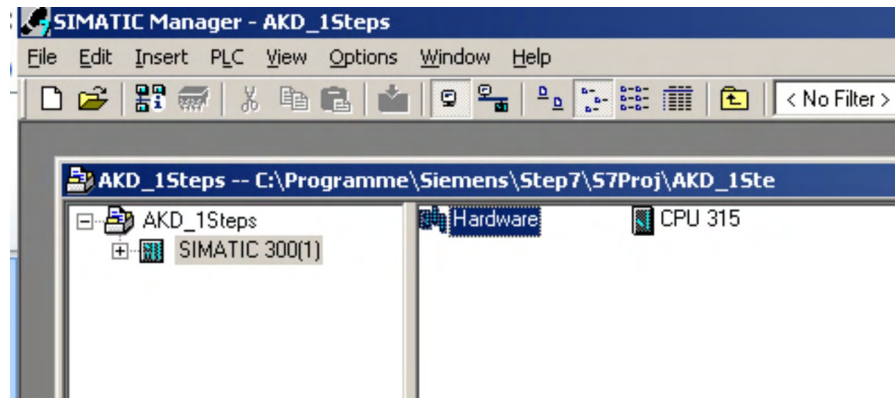 SIMATIC Manager - AKD_1Steps
File Edit Insert PLC View Options Window Help
< No Filter >
AKD_1Steps -- C:\Programme\Siemens\Step7\S7Proj\AKD_1Ste
AKD_1Steps
Hardware
CPU 315
SIMATIC 300(1)